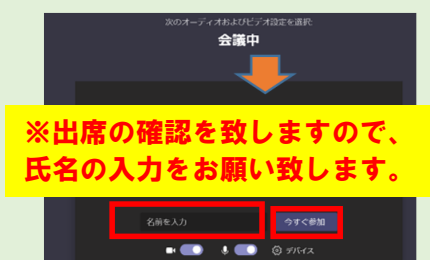 次のオーディオおよびビデオ設定を選択:
会議中
※出席の確認を致しますので、
氏名の入力をお願い致します。
名前を入力
今すぐ参加
デバイス